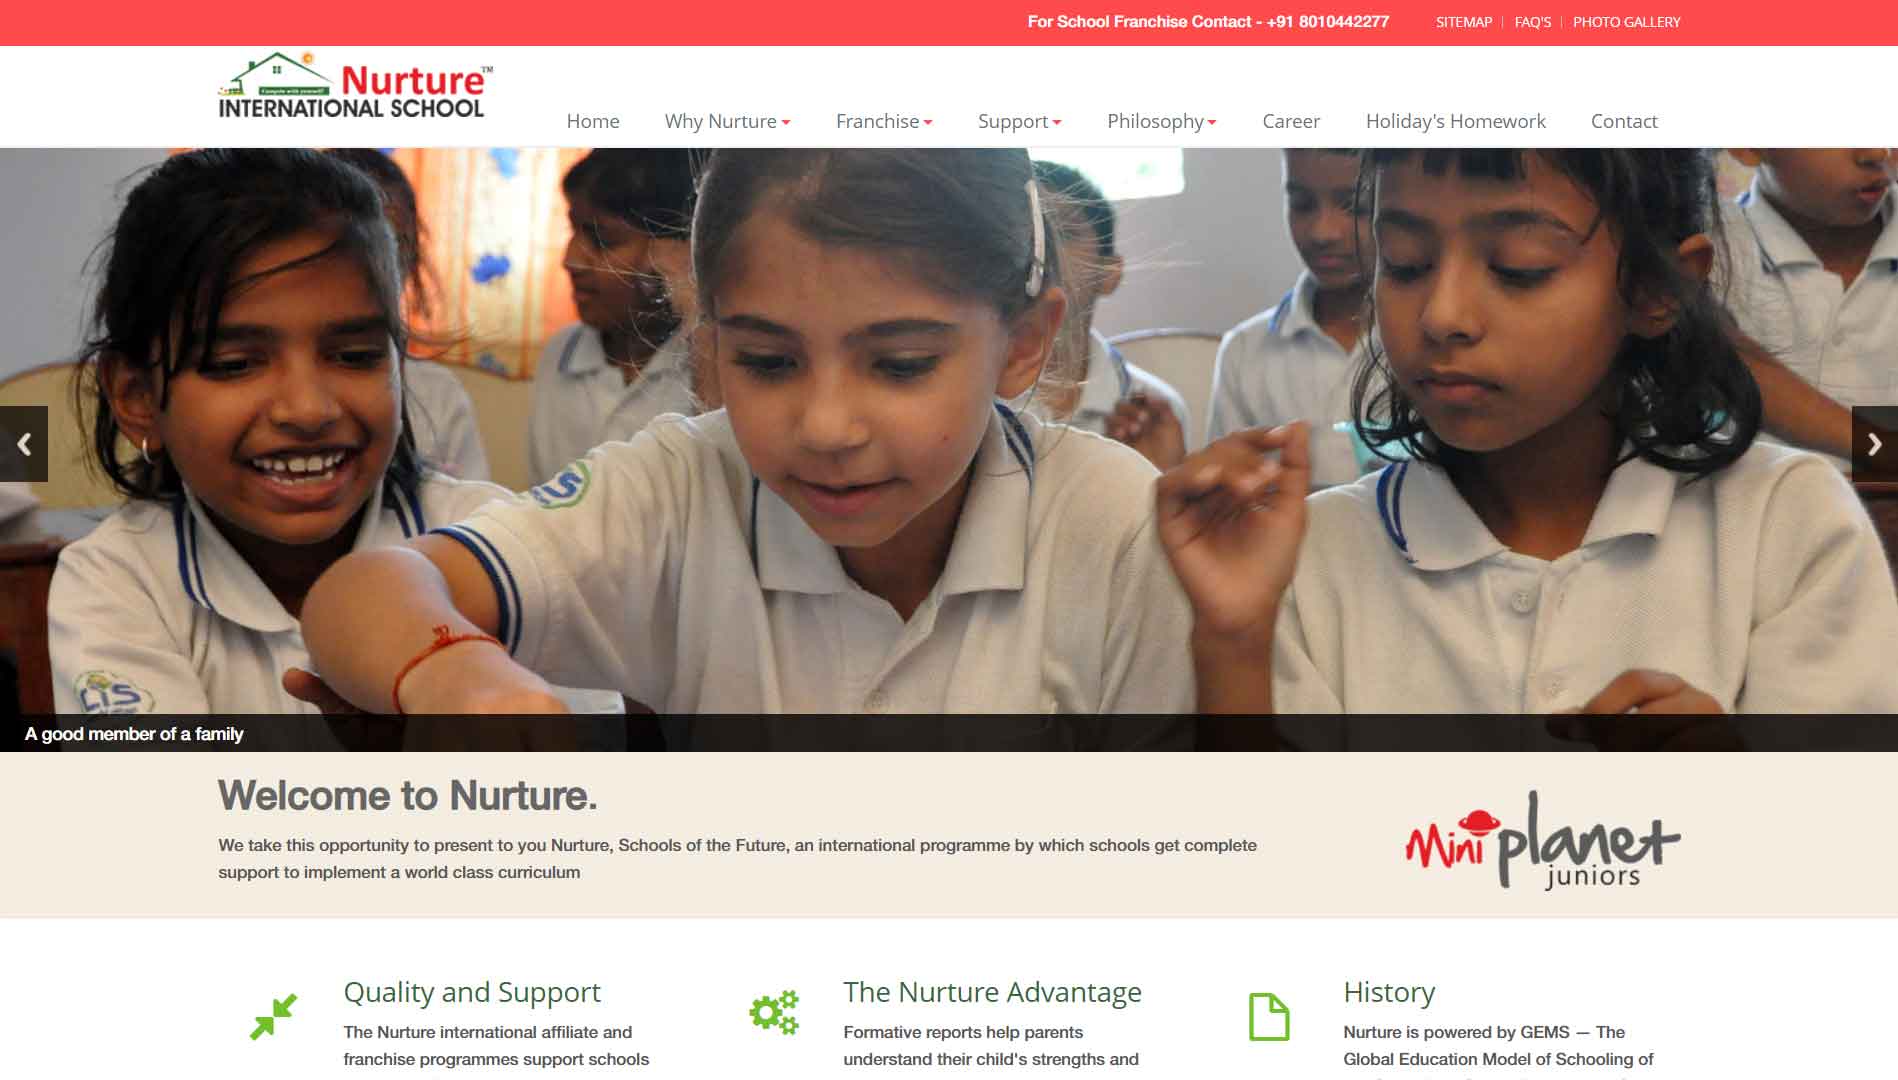 For School Franchise Contact - +91 8010442277
SITEMAP
FAQ'S
PHOTO GALLERY
Nurture™
Compete with yourself!
INTERNATIONAL SCHOOL
Home
Why Nurture
Franchise
Support
Philosophy
Career
Holiday's Homework
Contact
LIS
A good member of a family
Welcome to Nurture.
We take this opportunity to present to you Nurture, Schools of the Future, an international programme by which schools get complete
support to implement a world class curriculum
Mini planet
juniors
Quality and Support
The Nurture international affiliate and
franchise programmes support schools
The Nurture Advantage
Formative reports help parents
understand their child's strengths and
History
Nurture is powered by GEMS — The
Global Education Model of Schooling of